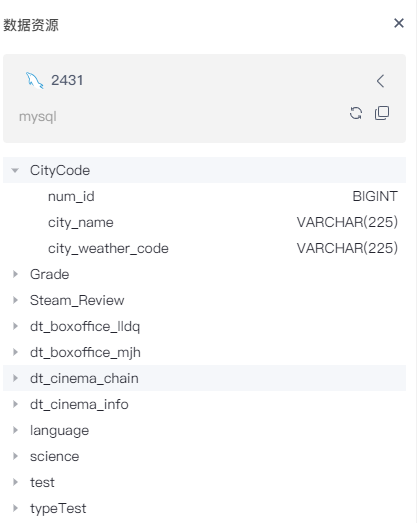 数据资源
2431
mysql
CityCode
num_id BIGINT
city_name VARCHAR(225)
city_weather_code VARCHAR(225)
Grade
Steam_Review
dt_boxoffice_lldq
dt_boxoffice_mjh
dt_cinema_chain
dt_cinema_info
language
science
test
typeTest